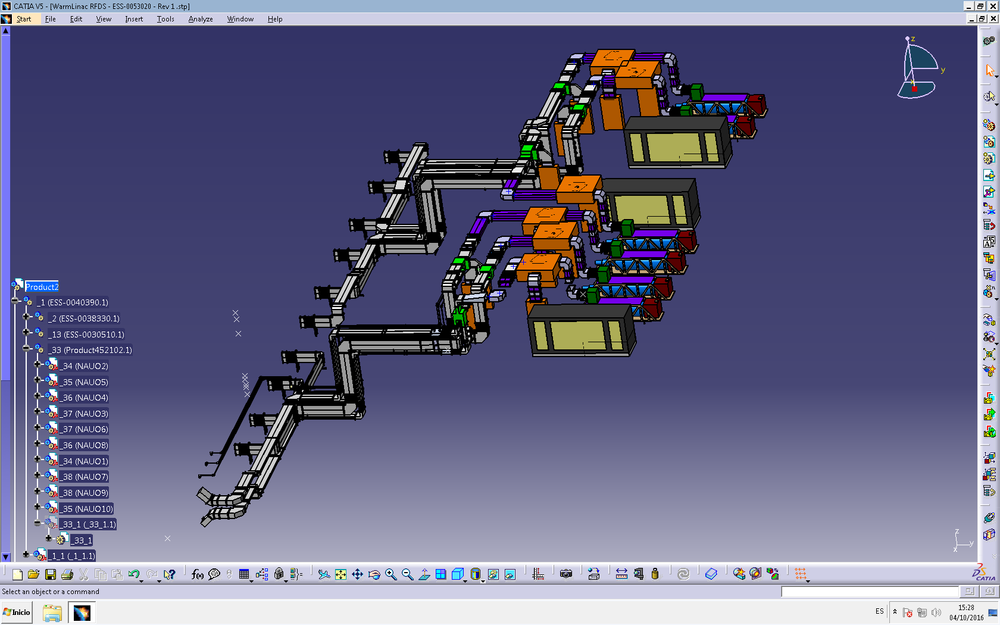 CATIA V5 - [WarmLinac RFDS - ESS-0053020 - Rev 1 .stp]
Start File Edit View Insert Tools Analyze Window Help
z
y
x
Product2
_1 (ESS-0040390.1)
_2 (ESS-0038330.1)
_13 (ESS-0030510.1)
_33 (Product452102.1)
_34 (NAUO2)
_35 (NAUO5)
_36 (NAUO4)
_37 (NAUO3)
_37 (NAUO6)
_36 (NAUO8)
_34 (NAUO1)
_38 (NAUO7)
_38 (NAUO9)
_35 (NAUO10)
_33_1 (_33_1.1)
_33_1
_1_1 (_1_1.1)
z
y
x
f(x)
CATIA
Select an object or a command
Inicio
ES
15:28
04/10/2016